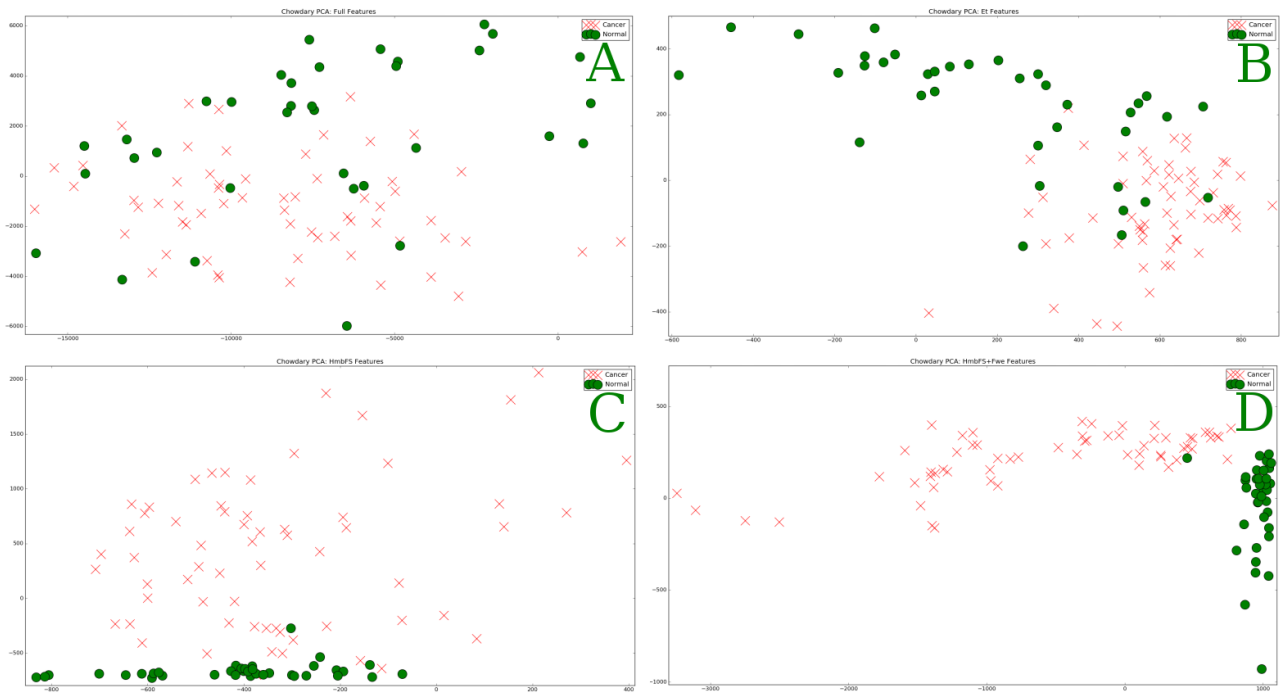 Chowdary PCA: Full Features
6000
4000
2000
0
−2000
−4000
−6000
−15000 −10000 −5000 0
Cancer
Normal
A
Chowdary PCA: Et Features
400
200
0
−200
−400
−600 −400 −200 0 200 400 600 800
Cancer
Normal
B
Chowdary PCA: HmbFS Features
2000
1500
1000
500
0
−500
−800 −600 −400 −200 0 200 400
Cancer
Normal
C
Chowdary PCA: HmbFS+Fwe Features
500
0
−500
−1000
−3000 −2000 −1000 0 1000
Cancer
Normal
D